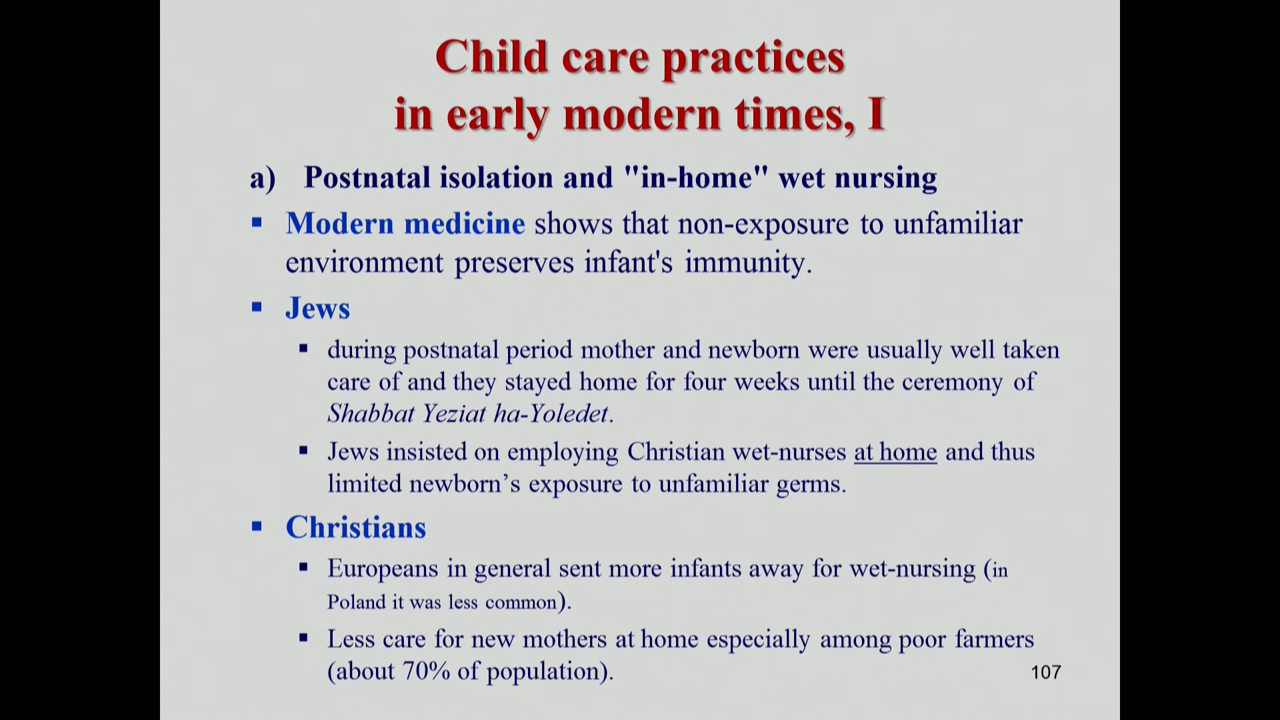 Child care practices
in early modern times, I
a) Postnatal isolation and "in-home" wet nursing
▪ Modern medicine shows that non-exposure to unfamiliar
environment preserves infant's immunity.
▪ Jews
▪ during postnatal period mother and newborn were usually well taken
care of and they stayed home for four weeks until the ceremony of
Shabbat Yeziat ha-Yoledet.
▪ Jews insisted on employing Christian wet-nurses at home and thus
limited newborn’s exposure to unfamiliar germs.
▪ Christians
▪ Europeans in general sent more infants away for wet-nursing (in
Poland it was less common).
▪ Less care for new mothers at home especially among poor farmers
(about 70% of population).
107